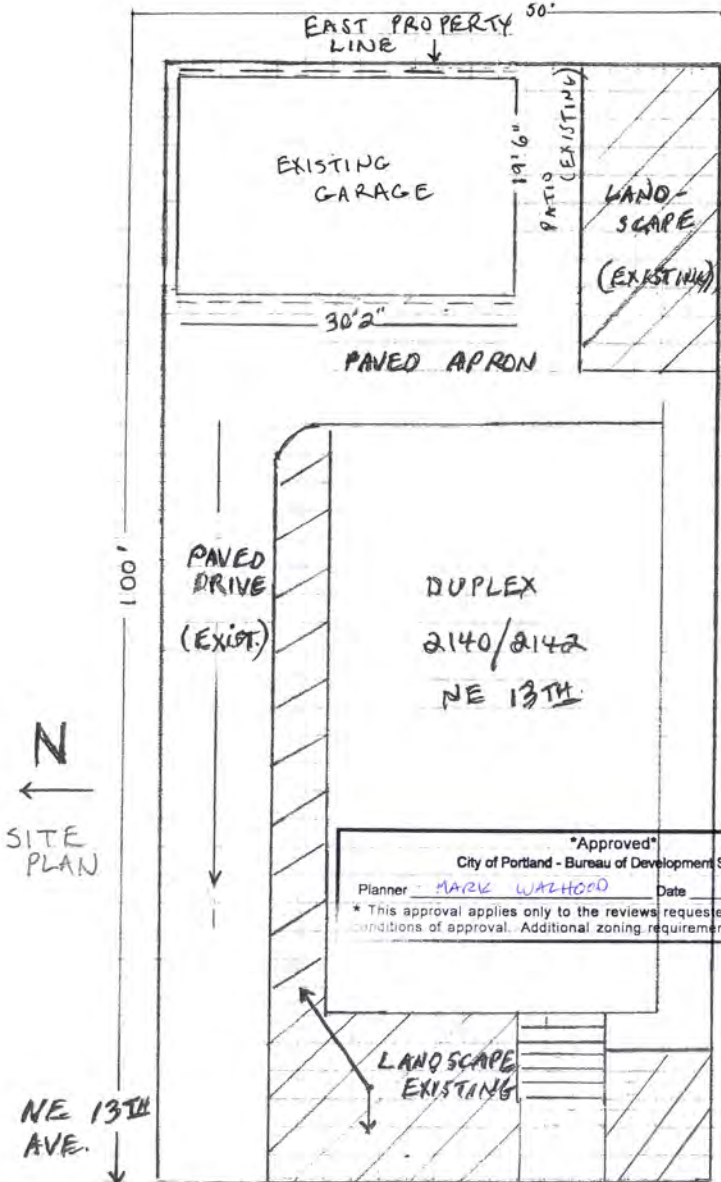 50'
EAST PROPERTY
LINE
EXISTING
GARAGE
19'6"
PATIO
(EXISTING)
LAND-
SCAPE
(EXISTING)
30'2"
PAVED APRON
100'
PAVED
DRIVE
(EXIST.)
DUPLEX
2140/2142
NE 13TH
N
SITE
PLAN
*Approved*
City of Portland - Bureau of Development S
Planner MARK WALHOOD Date
* This approval applies only to the reviews requeste
conditions of approval. Additional zoning requiremen
LANDSCAPE
EXISTING
NE 13TH
AVE.